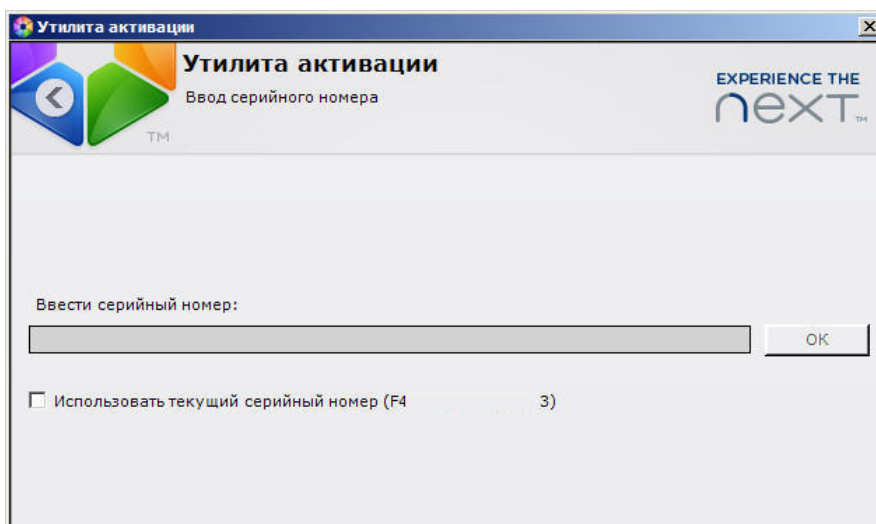 Утилита активации
Утилита активации
Ввод серийного номера
EXPERIENCE THE
next™
TM
Ввести серийный номер:
OK
Использовать текущий серийный номер (F4 3)